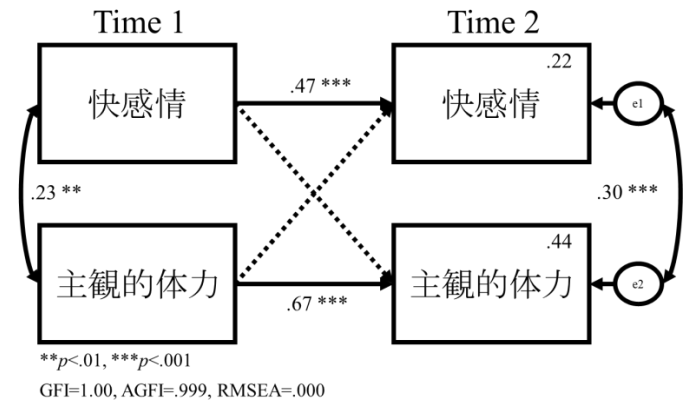 Time 1 Time 2
.22
.47 ***
快感情 快感情 e1
.23 ** .30 ***
.44
主観的体力 主観的体力 e2
.67 ***
**p<.01, ***p<.001
GFI=1.00, AGFI=.999, RMSEA=.000